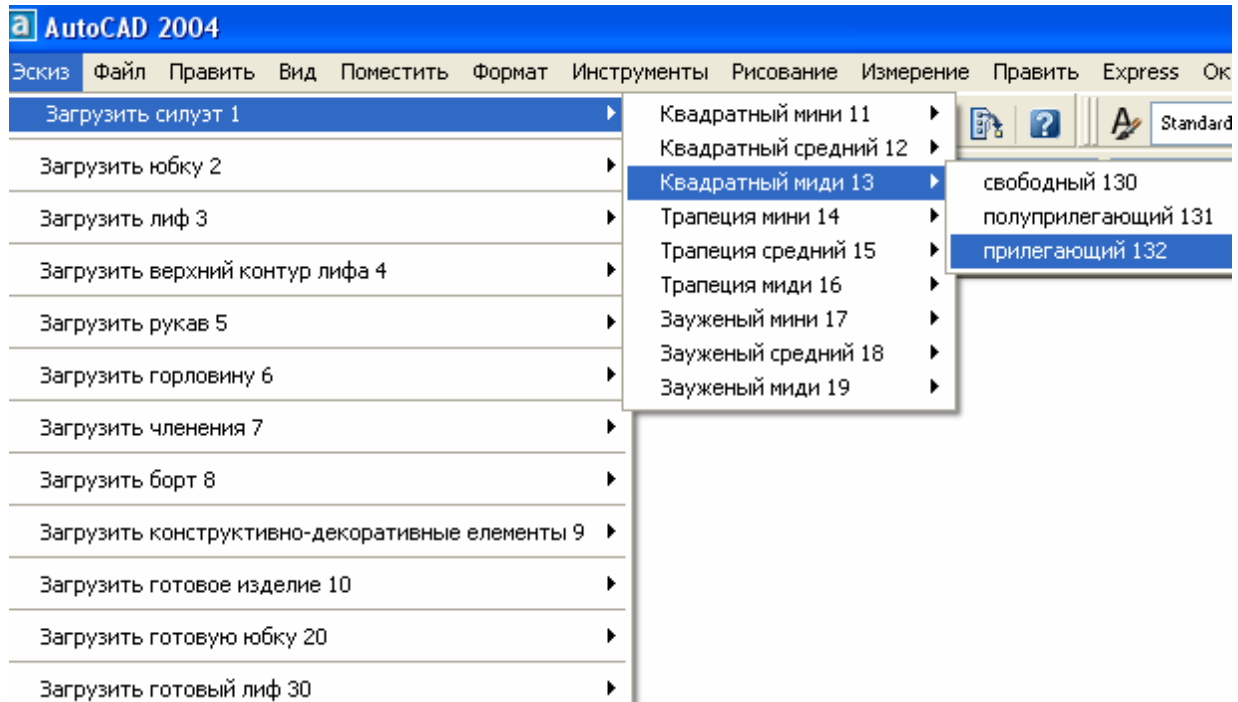 a AutoCAD 2004
Эскиз Файл Править Вид Поместить Формат Инструменты Рисование Измерение Править Express Ок
Загрузить силуэт 1
Загрузить юбку 2
Загрузить лиф 3
Загрузить верхний контур лифа 4
Загрузить рукав 5
Загрузить горловину 6
Загрузить членения 7
Загрузить борт 8
Загрузить конструктивно-декоративные елементы 9
Загрузить готовое изделие 10
Загрузить готовую юбку 20
Загрузить готовый лиф 30
Квадратный мини 11
Квадратный средний 12
Квадратный миди 13
Трапеция мини 14
Трапеция средний 15
Трапеция миди 16
Зауженый мини 17
Зауженый средний 18
Зауженый миди 19
свободный 130
полуприлегающий 131
прилегающий 132
Standard